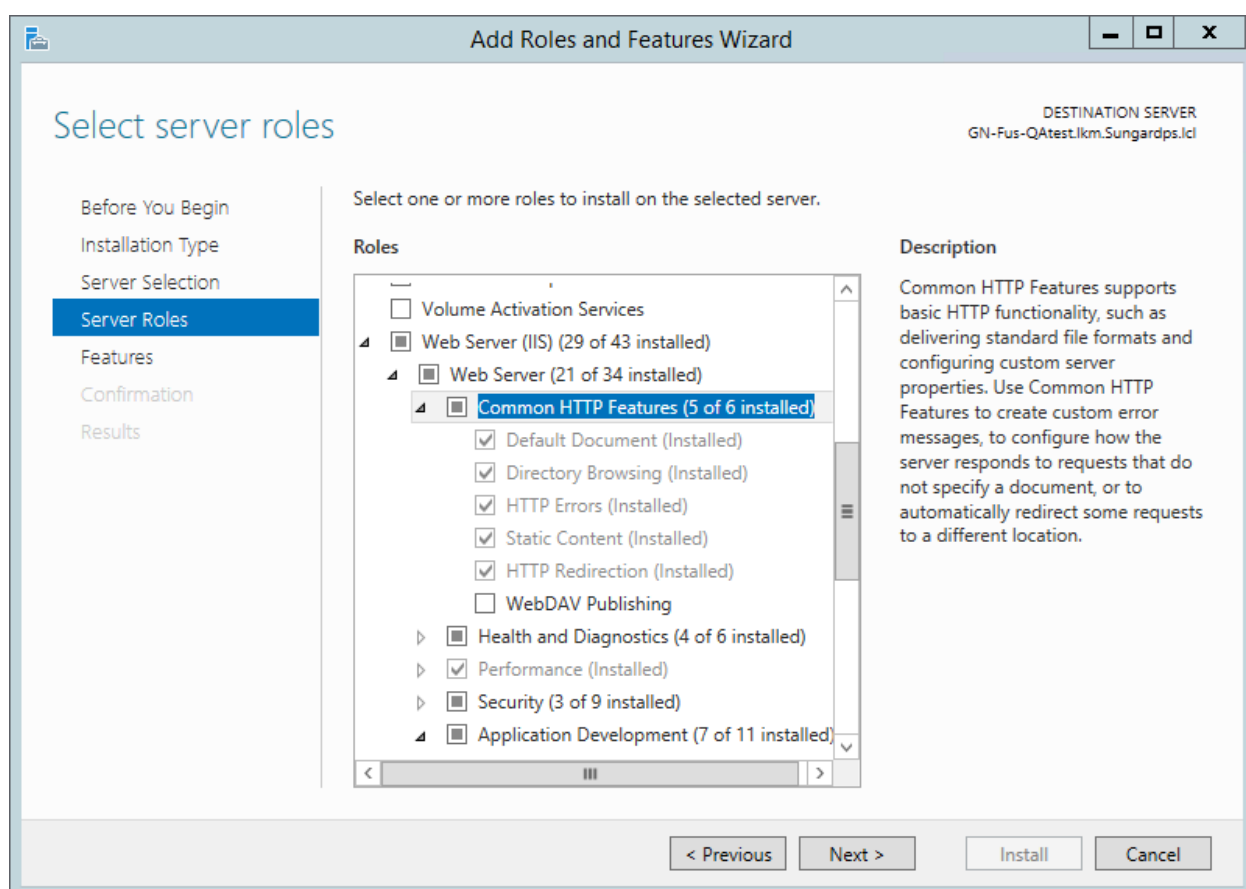 Add Roles and Features Wizard
X
Select server roles
DESTINATION SERVER
GN-Fus-QAtest.lkm.Sungardps.lcl
Before You Begin
Installation Type
Server Selection
Server Roles
Features
Confirmation
Results
Select one or more roles to install on the selected server.
Roles
Volume Activation Services
Web Server (IIS) (29 of 43 installed)
Web Server (21 of 34 installed)
Common HTTP Features (5 of 6 installed)
Default Document (Installed)
Directory Browsing (Installed)
HTTP Errors (Installed)
Static Content (Installed)
HTTP Redirection (Installed)
WebDAV Publishing
Health and Diagnostics (4 of 6 installed)
Performance (Installed)
Security (3 of 9 installed)
Application Development (7 of 11 installed)
Description
Common HTTP Features supports
basic HTTP functionality, such as
delivering standard file formats and
configuring custom server
properties. Use Common HTTP
Features to create custom error
messages, to configure how the
server responds to requests that do
not specify a document, or to
automatically redirect some requests
to a different location.
< Previous
Next >
Install
Cancel